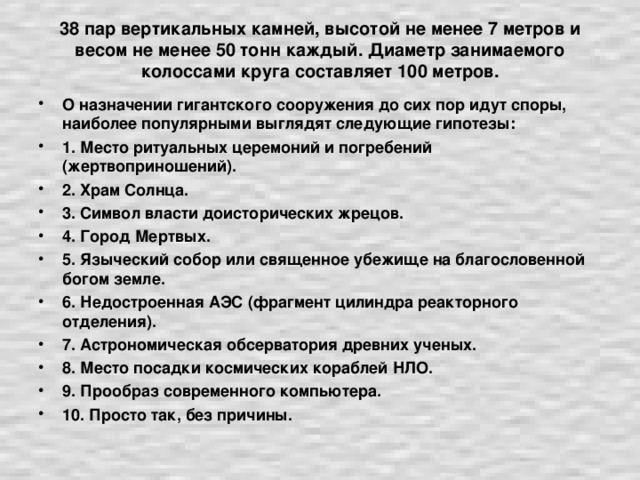 38 пар вертикальных камней, высотой не менее 7 метров и
весом не менее 50 тонн каждый. Диаметр занимаемого
колоссами круга составляет 100 метров.
• О назначении гигантского сооружения до сих пор идут споры,
наиболее популярными выглядят следующие гипотезы:
• 1. Место ритуальных церемоний и погребений
(жертвоприношений).
• 2. Храм Солнца.
• 3. Символ власти доисторических жрецов.
• 4. Город Мертвых.
• 5. Языческий собор или священное убежище на благословенной
богом земле.
• 6. Недостроенная АЭС (фрагмент цилиндра реакторного
отделения).
• 7. Астрономическая обсерватория древних ученых.
• 8. Место посадки космических кораблей НЛО.
• 9. Прообраз современного компьютера.
• 10. Просто так, без причины.